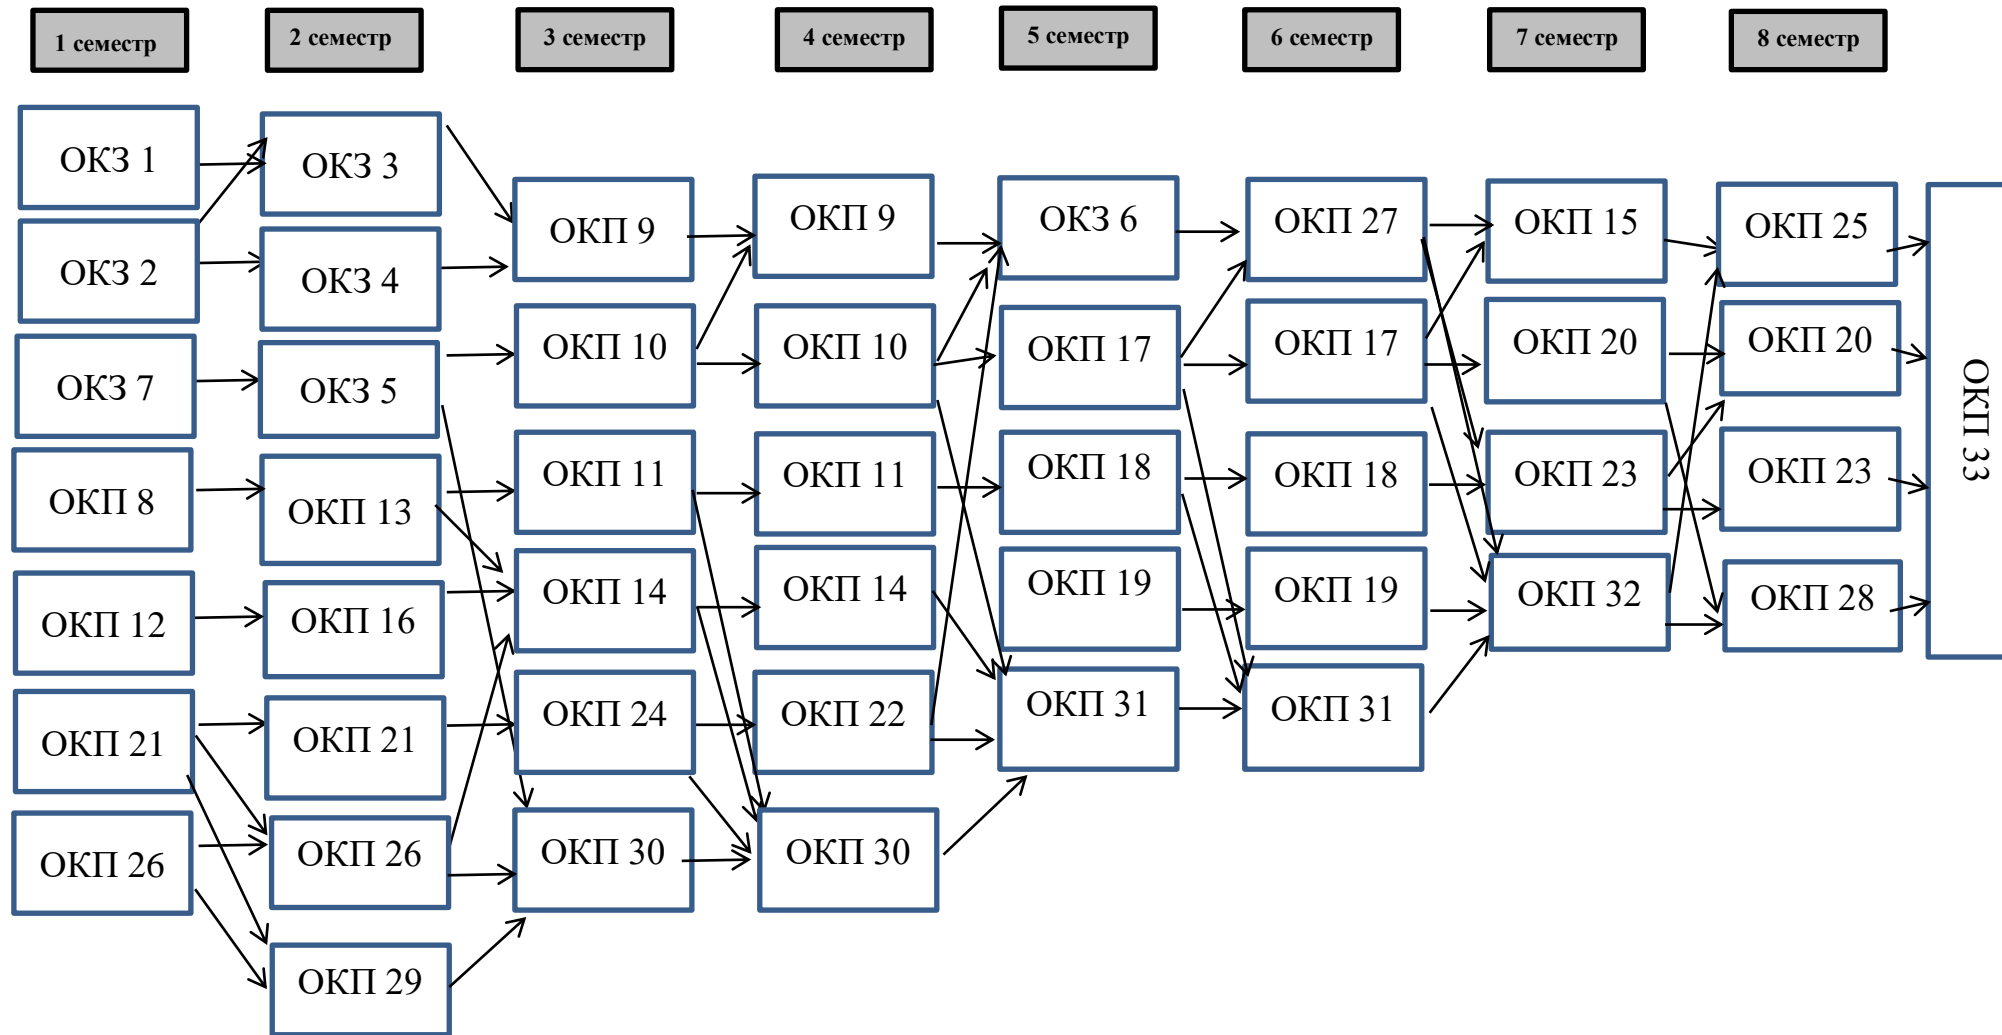 1 семестр
2 семестр
3 семестр
4 семестр
5 семестр
6 семестр
7 семестр
8 семестр
ОКЗ 1
ОКЗ 2
ОКЗ 7
ОКП 8
ОКП 12
ОКП 21
ОКП 26
ОКЗ 3
ОКЗ 4
ОКЗ 5
ОКП 13
ОКП 16
ОКП 21
ОКП 26
ОКП 29
ОКП 9
ОКП 10
ОКП 11
ОКП 14
ОКП 24
ОКП 30
ОКП 9
ОКП 10
ОКП 11
ОКП 14
ОКП 22
ОКП 30
ОКЗ 6
ОКП 17
ОКП 18
ОКП 19
ОКП 31
ОКП 27
ОКП 17
ОКП 18
ОКП 19
ОКП 31
ОКП 15
ОКП 20
ОКП 23
ОКП 32
ОКП 25
ОКП 20
ОКП 23
ОКП 28
ОКП 33